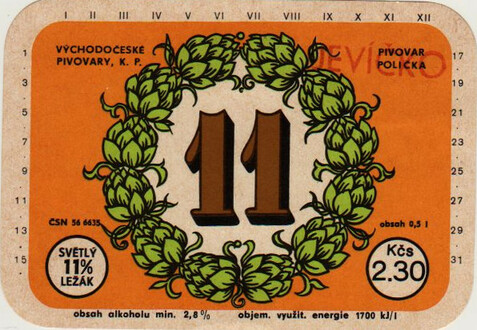 I II III IV V VI VII VIII IX X XI XII
VÝCHODOČESKÉ
PIVOVARY, K. P.
PIVOVAR
POLIČKA
JEVÍČKO
1
3
5
7
9
11
13
15
17
19
21
23
25
27
29
31
11
ČSN 56 6635
obsah 0,5 l
SVĚTLÝ
11%
LEŽÁK
Kčs
2.30
obsah alkoholu min. 2,8% objem. využit. energie 1700 kJ/l